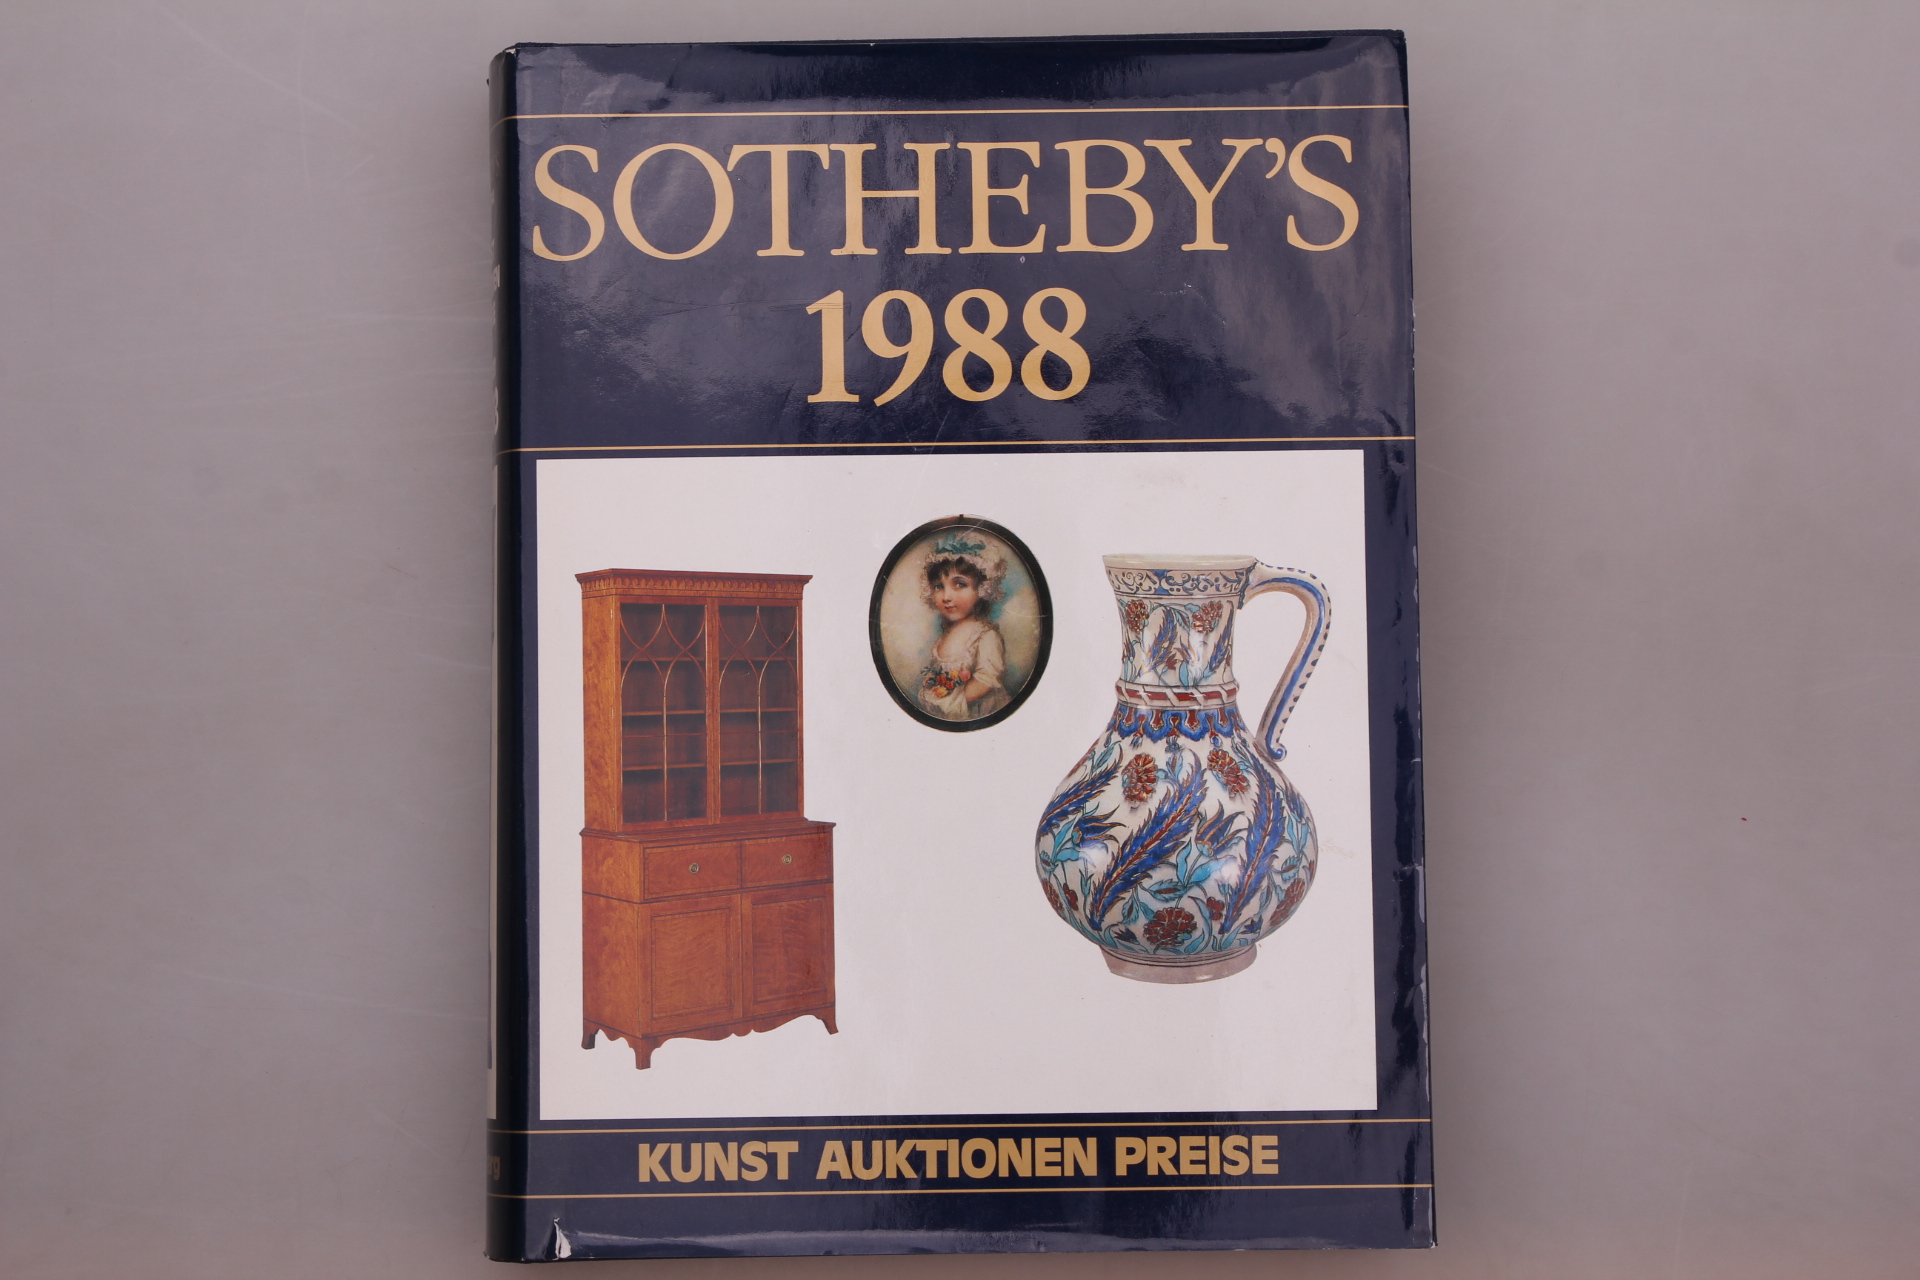 SOTHEBY'S
1988
KUNST AUKTIONEN PREISE